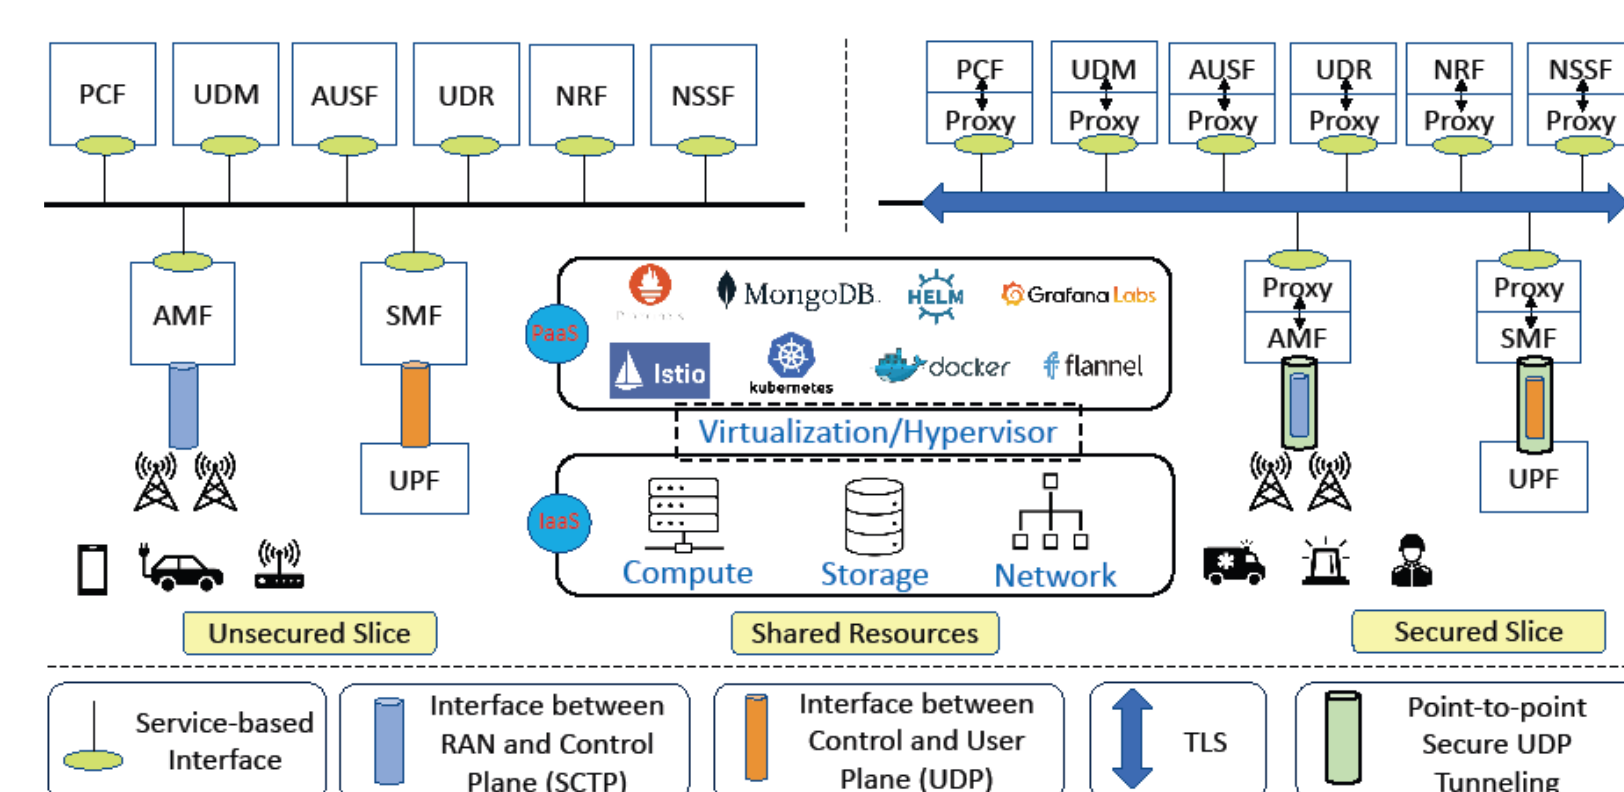 PCF UDM AUSF UDR NRF NSSF
PCF UDM AUSF UDR NRF NSSF
Proxy Proxy Proxy Proxy Proxy Proxy
AMF SMF
UPF
PaaS
MongoDB.
HELM
Grafana Labs
Istio
kubernetes
docker
flannel
Virtualization/Hypervisor
IaaS
Compute Storage Network
Proxy Proxy
AMF SMF
UPF
Unsecured Slice
Shared Resources
Secured Slice
Service-based
Interface
Interface between
RAN and Control
Plane (SCTP)
Interface between
Control and User
Plane (UDP)
TLS
Point-to-point
Secure UDP
Tunneling